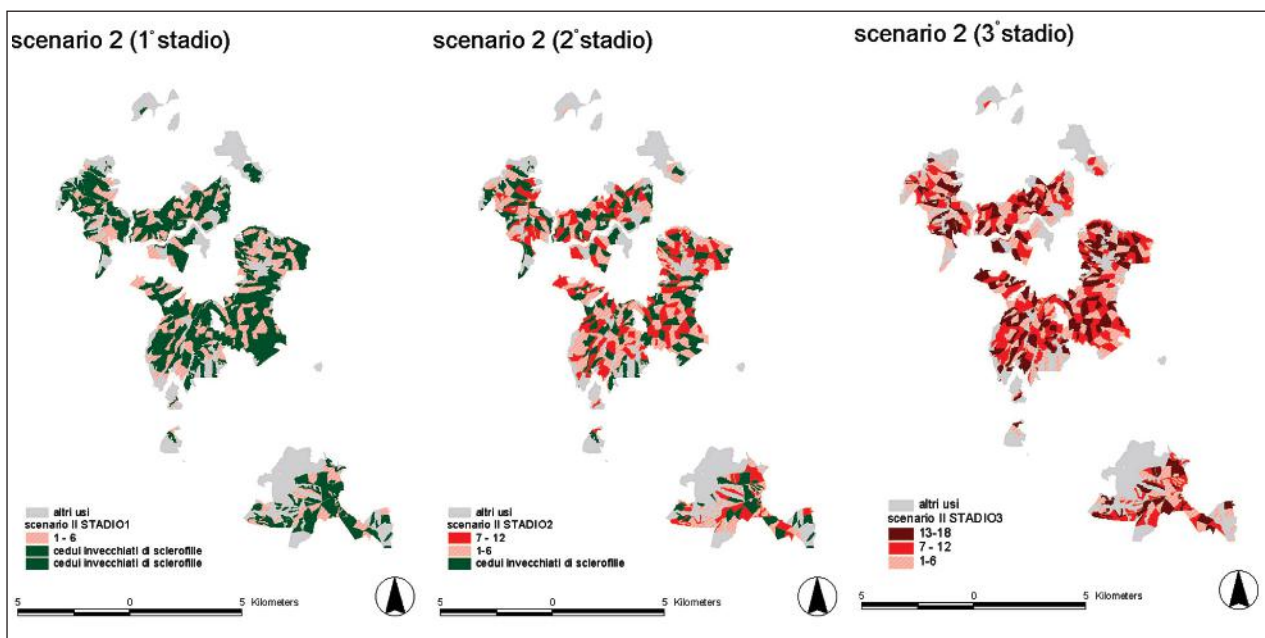 scenario 2 (1°stadio)
altri usi
scenario II STADIO1
1 - 6
cedui invecchiati di sclerofille
cedui invecchiati di sclerofille
5 0 5 Kilometers
scenario 2 (2°stadio)
altri usi
scenario II STADIO2
7 - 12
1-6
cedui invecchiati di sclerofille
5 0 5 Kilometers
scenario 2 (3°stadio)
altri usi
scenario II STADIO3
13-18
7 - 12
1-6
5 0 5 Kilometers